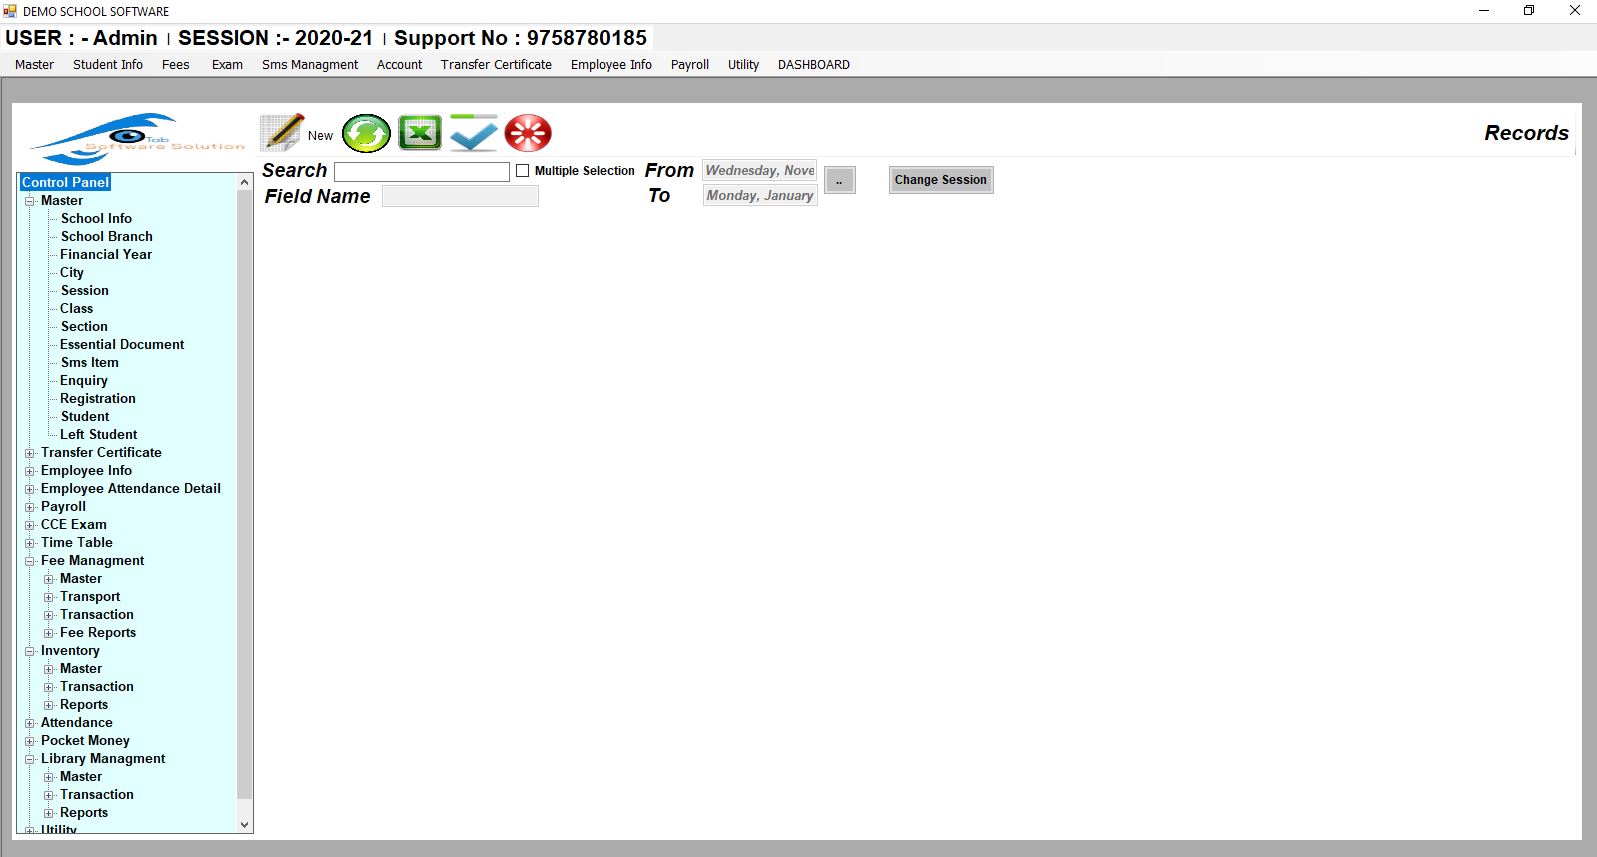 DEMO SCHOOL SOFTWARE
USER : - Admin | SESSION :- 2020-21 | Support No : 9758780185
Master Student Info Fees Exam Sms Managment Account Transfer Certificate Employee Info Payroll Utility DASHBOARD
Tab
Software Solution
New
Records
Search
Multiple Selection
From
Wednesday, Nove
..
Change Session
Field Name
To
Monday, January
Control Panel
Master
School Info
School Branch
Financial Year
City
Session
Class
Section
Essential Document
Sms Item
Enquiry
Registration
Student
Left Student
Transfer Certificate
Employee Info
Employee Attendance Detail
Payroll
CCE Exam
Time Table
Fee Managment
Master
Transport
Transaction
Fee Reports
Inventory
Master
Transaction
Reports
Attendance
Pocket Money
Library Managment
Master
Transaction
Reports
Utility